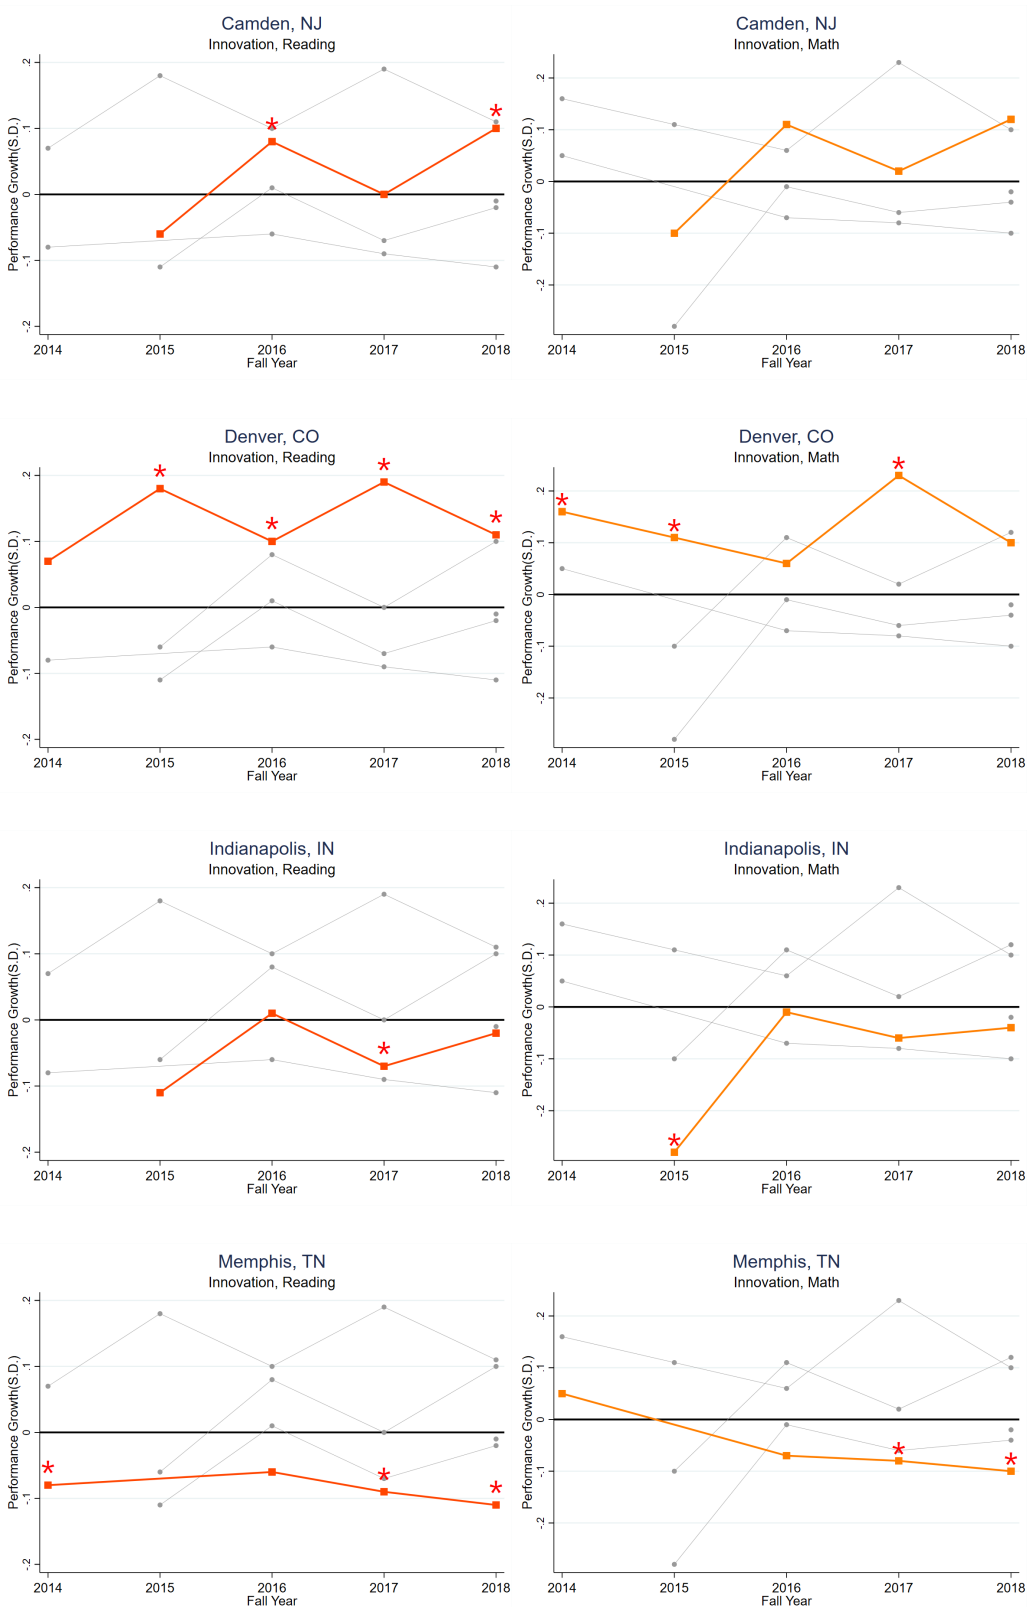 Camden, NJ
Innovation, Reading
Performance Growth(S.D.)
.2
.1
0
-.1
-.2
2014 2015 2016 2017 2018
Fall Year
Camden, NJ
Innovation, Math
Performance Growth(S.D.)
.2
.1
0
-.1
-.2
2014 2015 2016 2017 2018
Fall Year
Denver, CO
Innovation, Reading
Performance Growth(S.D.)
.2
.1
0
-.1
-.2
2014 2015 2016 2017 2018
Fall Year
Denver, CO
Innovation, Math
Performance Growth(S.D.)
.2
.1
0
-.1
-.2
2014 2015 2016 2017 2018
Fall Year
Indianapolis, IN
Innovation, Reading
Performance Growth(S.D.)
.2
.1
0
-.1
-.2
2014 2015 2016 2017 2018
Fall Year
Indianapolis, IN
Innovation, Math
Performance Growth(S.D.)
.2
.1
0
-.1
-.2
2014 2015 2016 2017 2018
Fall Year
Memphis, TN
Innovation, Reading
Performance Growth(S.D.)
.2
.1
0
-.1
-.2
2014 2015 2016 2017 2018
Fall Year
Memphis, TN
Innovation, Math
Performance Growth(S.D.)
.2
.1
0
-.1
-.2
2014 2015 2016 2017 2018
Fall Year